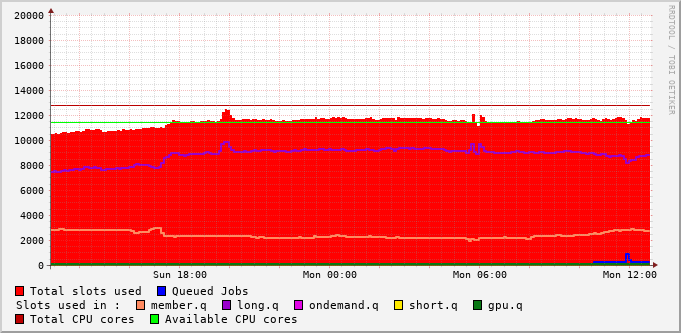 RRDTOOL / TOBI OETIKER
20000
18000
16000
14000
12000
10000
8000
6000
4000
2000
0
Sun 18:00 Mon 00:00 Mon 06:00 Mon 12:00
Total slots used Queued Jobs
Slots used in : member.q long.q ondemand.q short.q gpu.q
Total CPU cores Available CPU cores